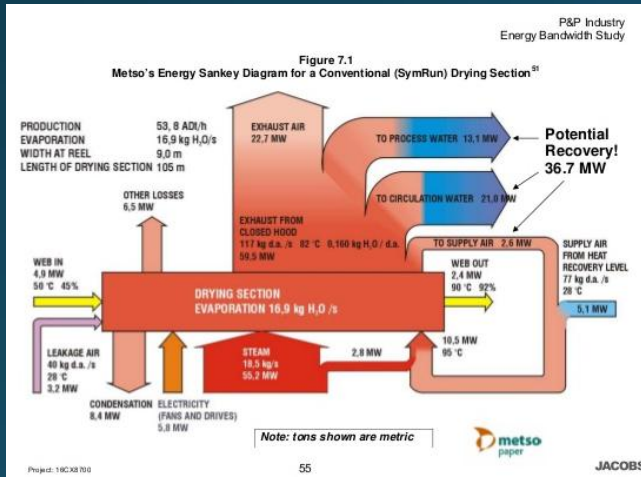 P&P Industry
Energy Bandwidth Study
Figure 7.1
Metso's Energy Sankey Diagram for a Conventional (SymRun) Drying Section51
PRODUCTION 53, 8 ADt/h
EVAPORATION 16,9 kg H2O/s
WIDTH AT REEL 9,0 m
LENGTH OF DRYING SECTION 105 m
EXHAUST AIR
22,7 MW
TO PROCESS WATER 13,1 MW
Potential
Recovery!
36.7 MW
OTHER LOSSES
6,5 MW
TO CIRCULATION WATER 21,0 MW
EXHAUST FROM
CLOSED HOOD
117 kg d.a. /s 82 °C 0,160 kg H2O / d.a.
59,5 MW
TO SUPPLY AIR 2,6 MW
SUPPLY AIR
FROM HEAT
RECOVERY LEVEL
77 kg d.a. /s
28 °C
5,1 MW
WEB IN
4,9 MW
50 °C 45%
WEB OUT
2,4 MW
90 °C 92%
DRYING SECTION
EVAPORATION 16,9 kg H2O /s
LEAKAGE AIR
40 kg d.a. /s
28 °C
3,2 MW
STEAM
18,5 kg/s
55,2 MW
2,8 MW
10,5 MW
95 °C
CONDENSATION
8,4 MW
ELECTRICITY
(FANS AND DRIVES)
5,8 MW
Note: tons shown are metric
metso
paper
Project: 16CX8700
55
JACOBS